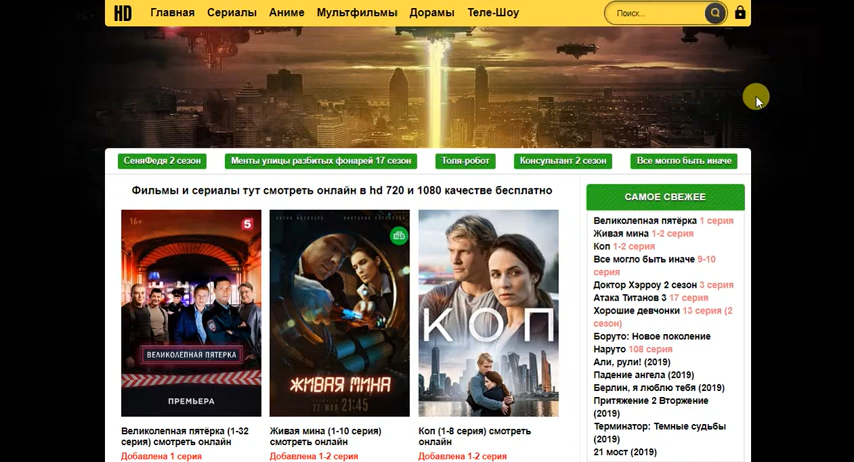 HD Главная Сериалы Аниме Мультфильмы Дорамы Теле-Шоу Поиск...
СеняФедя 2 сезон Менты улицы разбитых фонарей 17 сезон Толя-робот Консультант 2 сезон Все могло быть иначе
Фильмы и сериалы тут смотреть онлайн в hd 720 и 1080 качестве бесплатно
16+
5
ВЕЛИКОЛЕПНАЯ ПЯТЕРКА
ПРЕМЬЕРА
Великолепная пятёрка (1-32
серия) смотреть онлайн
Добавлена 1 серия
ЖИВАЯ МИНА
22 МАЯ 21:45
Живая мина (1-10 серия)
смотреть онлайн
Добавлена 1-2 серия
КОП
Коп (1-8 серия) смотреть
онлайн
Добавлена 1-2 серия
САМОЕ СВЕЖЕЕ
Великолепная пятёрка 1 серия
Живая мина 1-2 серия
Коп 1-2 серия
Все могло быть иначе 9-10
серия
Доктор Хэрроу 2 сезон 3 серия
Атака Титанов 3 17 серия
Хорошие девчонки 13 серия (2
сезон)
Боруто: Новое поколение
Наруто 108 серия
Али, рули! (2019)
Падение ангела (2019)
Берлин, я люблю тебя (2019)
Притяжение 2 Вторжение
(2019)
Терминатор: Темные судьбы
(2019)
21 мост (2019)